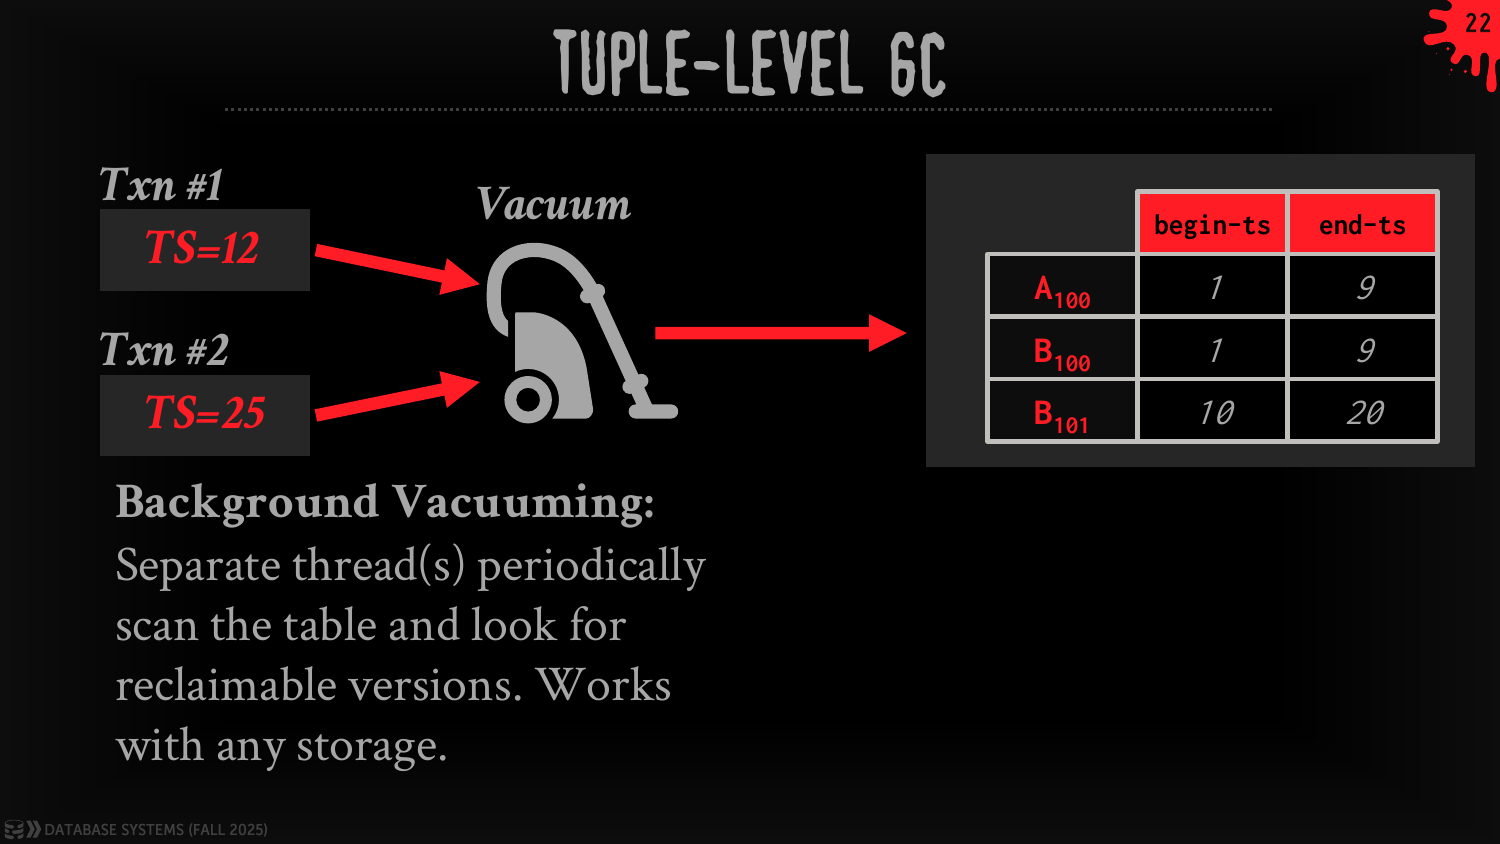 22
TUPLE-LEVEL GC
Txn #1
TS=12
Txn #2
TS=25
Vacuum
begin-ts end-ts
A100 1 9
B100 1 9
B101 10 20
Background Vacuuming:
Separate thread(s) periodically
scan the table and look for
reclaimable versions. Works
with any storage.
DATABASE SYSTEMS (FALL 2025)